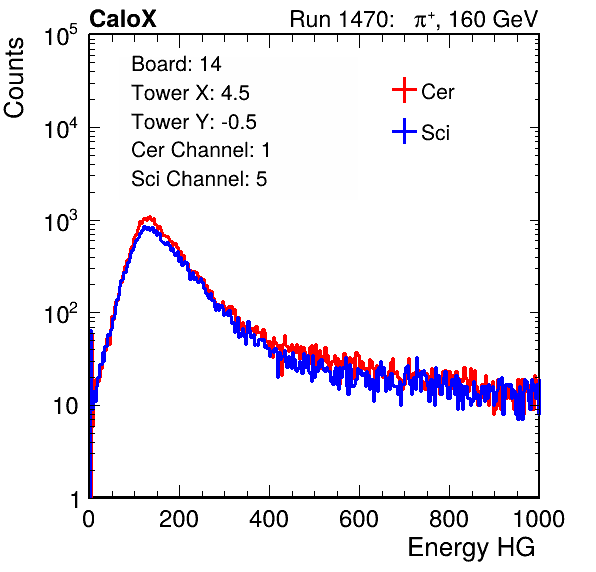 CaloX Run 1470: π⁺, 160 GeV
Counts
10⁵
10⁴
10³
10²
10
1
Board: 14
Tower X: 4.5
Tower Y: -0.5
Cer Channel: 1
Sci Channel: 5
Cer
Sci
0 200 400 600 800 1000
Energy HG